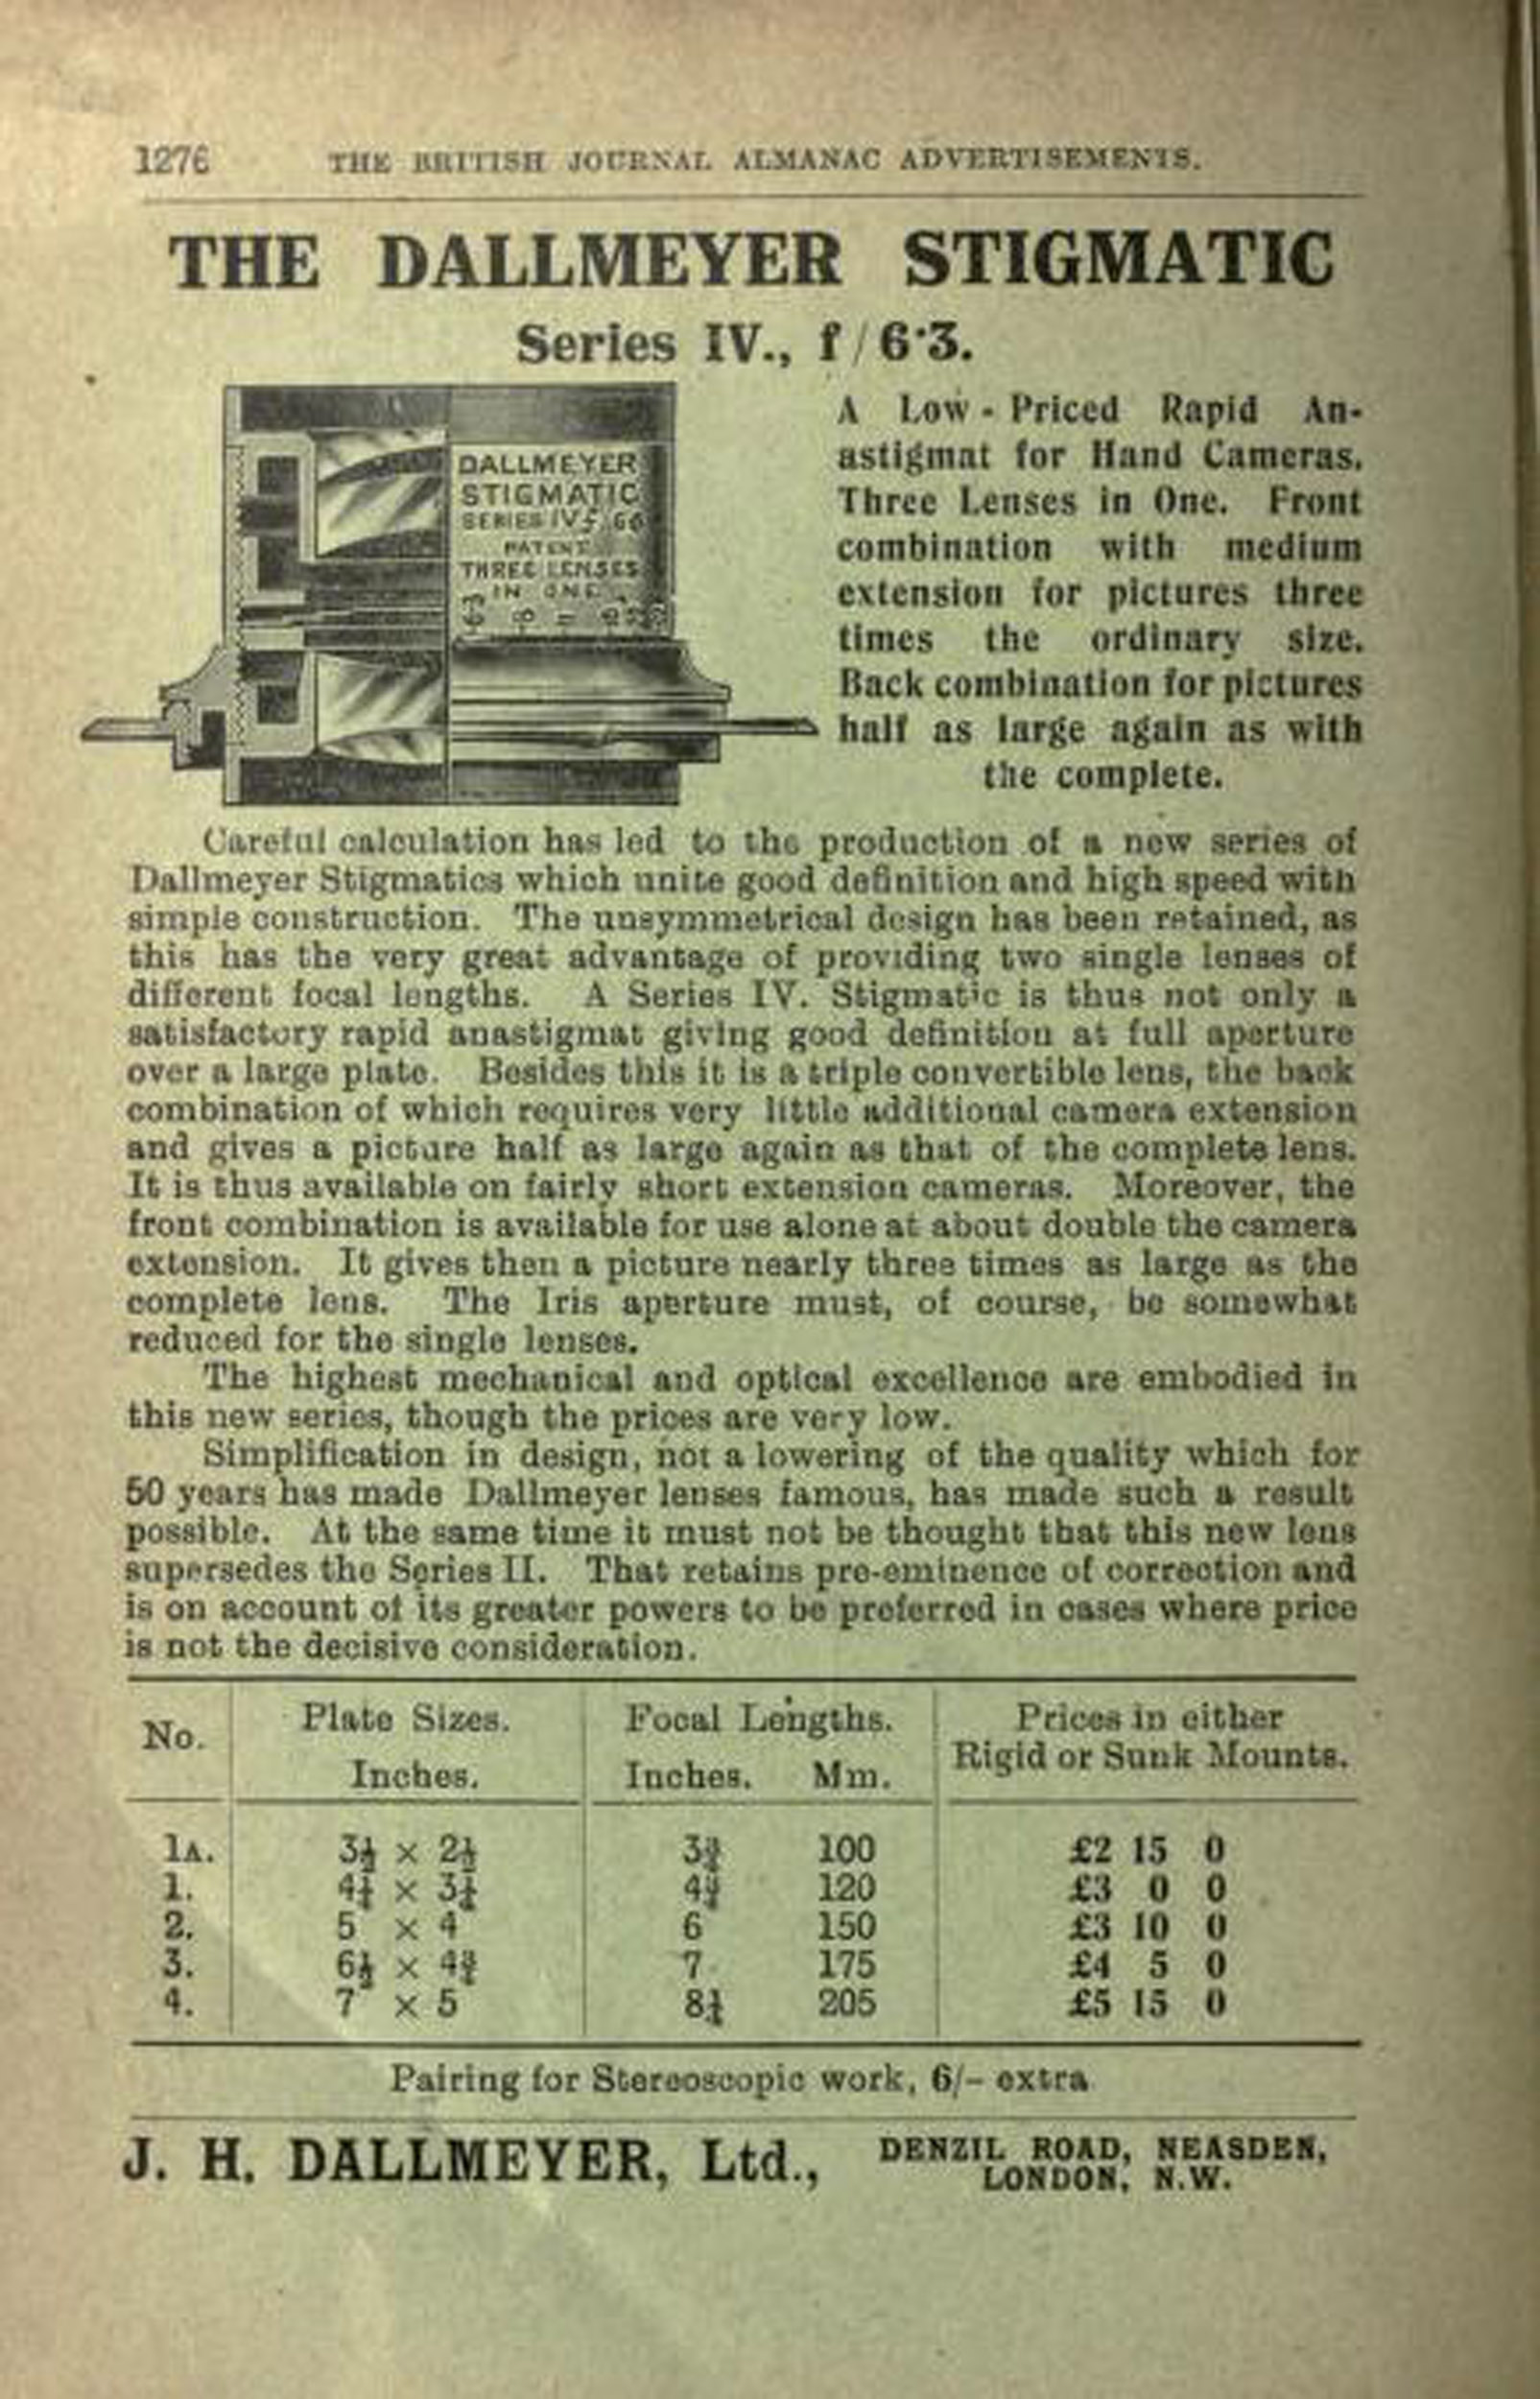 1276 THE BRITISH JOURNAL ALMANAC ADVERTISEMENTS.
THE DALLMEYER STIGMATIC
Series IV., f/6·3.
DALLMEYER
STIGMATIC
SERIES IV
PATENT
THREE LENSES
IN ONE
A Low-Priced Rapid An-
astigmat for Hand Cameras.
Three Lenses in One. Front
combination with medium
extension for pictures three
times the ordinary size.
Back combination for pictures
half as large again as with
the complete.
Careful calculation has led to the production of a new series of
Dallmeyer Stigmatics which unite good definition and high speed with
simple construction. The unsymmetrical design has been retained, as
this has the very great advantage of providing two single lenses of
different focal lengths. A Series IV. Stigmatic is thus not only a
satisfactory rapid anastigmat giving good definition at full aperture
over a large plate. Besides this it is a triple convertible lens, the back
combination of which requires very little additional camera extension
and gives a picture half as large again as that of the complete lens.
It is thus available on fairly short extension cameras. Moreover, the
front combination is available for use alone at about double the camera
extension. It gives then a picture nearly three times as large as the
complete lens. The Iris aperture must, of course, be somewhat
reduced for the single lenses.
The highest mechanical and optical excellence are embodied in
this new series, though the prices are very low.
Simplification in design, not a lowering of the quality which for
50 years has made Dallmeyer lenses famous, has made such a result
possible. At the same time it must not be thought that this new lens
supersedes the Series II. That retains pre-eminence of correction and
is on account of its greater powers to be preferred in cases where price
is not the decisive consideration.
No. Plate Sizes. Focal Lengths. Prices in either
Inches. Inches. Mm. Rigid or Sunk Mounts.
1A. 3½ × 2½ 3¾ 100 £2 15 0
1. 4¼ × 3¼ 4¾ 120 £3 0 0
2. 5 × 4 6 150 £3 10 0
3. 6½ × 4¾ 7 175 £4 5 0
4. 7 × 5 8¼ 205 £5 15 0
Pairing for Stereoscopic work, 6/- extra
J. H. DALLMEYER, Ltd., DENZIL ROAD, NEASDEN,
LONDON, N.W.